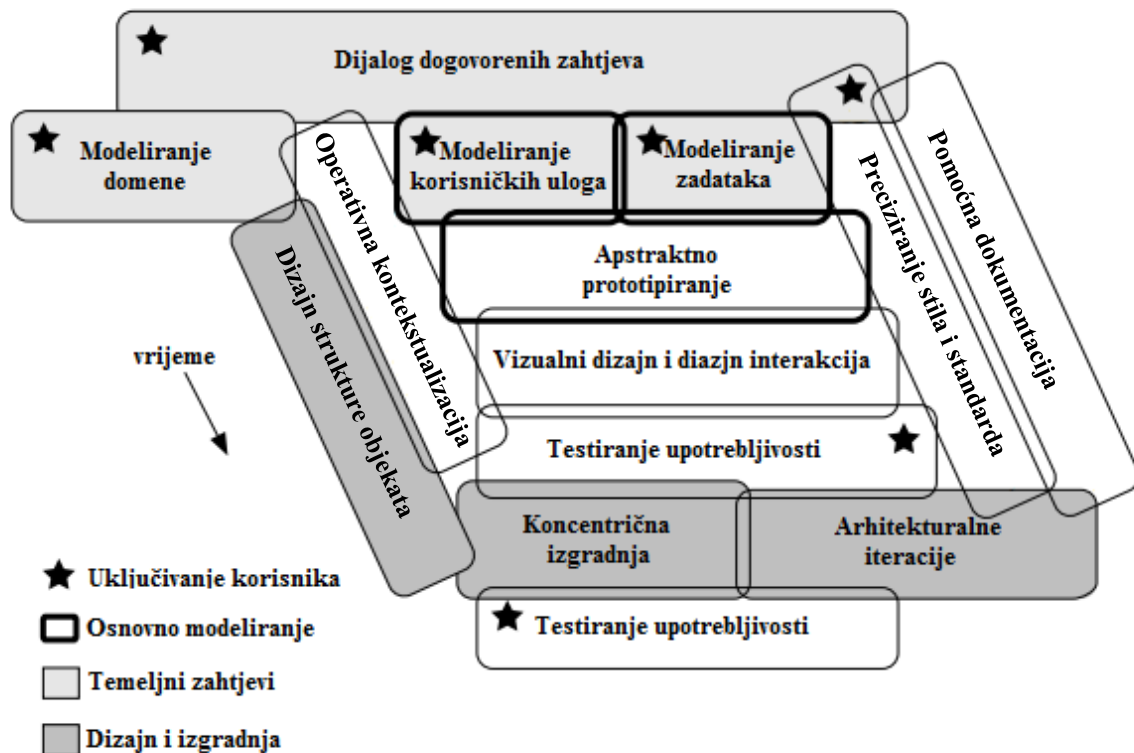 Dijalog dogovorenih zahtjeva
Modeliranje
domene
Operativna kontekstualizacija
Modeliranje
korisničkih uloga
Modeliranje
zadataka
Preciziranje stila i standarda
Pomoćna dokumentacija
Dizajn strukture objekata
Apstraktno
prototipiranje
vrijeme
Vizualni dizajn i diazjn interakcija
Testiranje upotrebljivosti
Koncentrična
izgradnja
Arhitekturalne
iteracije
Testiranje upotrebljivosti
Uključivanje korisnika
Osnovno modeliranje
Temeljni zahtjevi
Dizajn i izgradnja